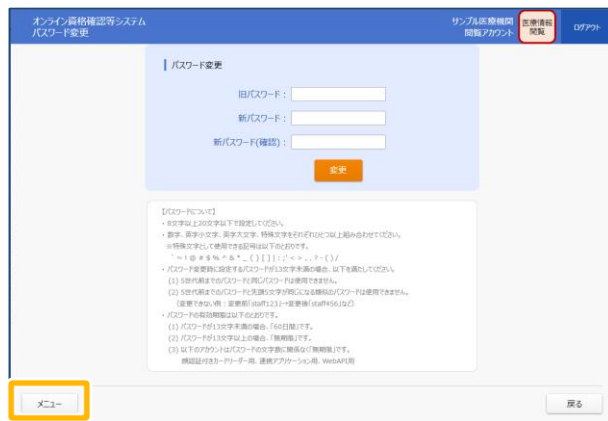 オンライン資格確認等システム
パスワード変更
サンプル医療機関
閲覧アカウント
医療情報
閲覧
ログアウト
パスワード変更
旧パスワード：
新パスワード：
新パスワード(確認)：
変更
【パスワードについて】
・8文字以上20文字以下で設定してください。
・数字、英字小文字、英字大文字、特殊文字をそれぞれひとつ以上組み合わせてください。
※特殊文字として使用できる記号は以下のとおりです。
・パスワード変更時に設定するパスワードが13文字未満の場合、以下を満たしてください。
(1) 5世代前までのパスワードと同じパスワードは使用できません。
(2) 5世代前までのパスワードと先頭5文字が同じになる類似のパスワードは使用できません。
（変更できない例：変更前「staff123」→変更後「staff456」など）
・パスワードの有効期限は以下のとおりです。
(1) パスワードが13文字未満の場合、「60日間」です。
(2) パスワードが13文字以上の場合、「無期限」です。
(3) 以下のアカウントはパスワードの文字数に関係なく「無期限」です。
顔認証付きカードリーダー用、連携アプリケーション用、WebAPI用
メニュー
戻る